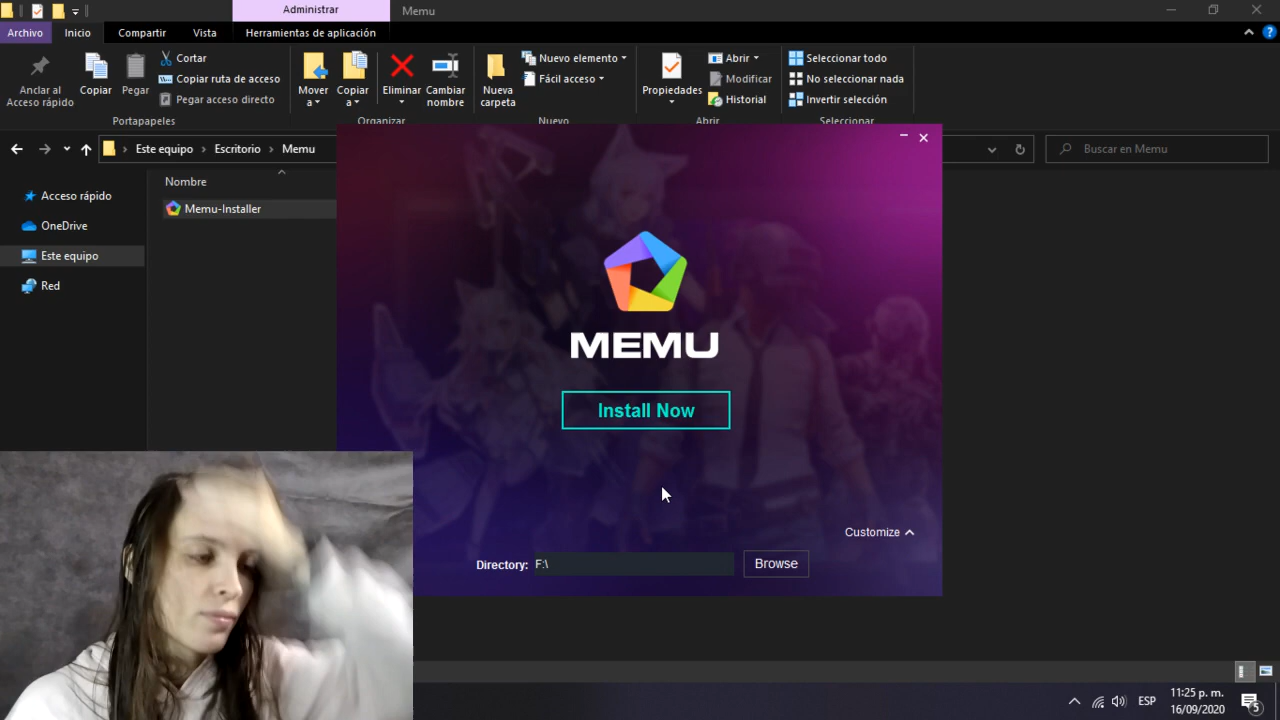 Administrar
Memu
Archivo
Inicio
Compartir
Vista
Herramientas de aplicación
Anclar al
Acceso rápido
Copiar
Pegar
Cortar
Copiar ruta de acceso
Pegar acceso directo
Portapapeles
Mover
a
Copiar
a
Eliminar
Cambiar
nombre
Organizar
Nueva
carpeta
Nuevo elemento
Fácil acceso
Nuevo
Propiedades
Abrir
Modificar
Historial
Abrir
Seleccionar todo
No seleccionar nada
Invertir selección
Seleccionar
Este equipo
Escritorio
Memu
Buscar en Memu
Acceso rápido
OneDrive
Este equipo
Red
Nombre
Memu-Installer
MEMU
Install Now
Customize
Directory:
F:\
Browse
ESP
11:25 p. m.
16/09/2020
5